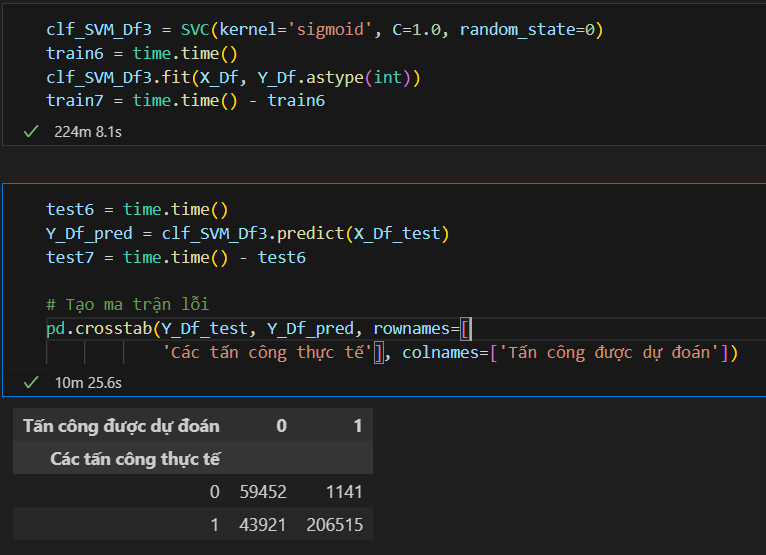 clf_SVM_Df3 = SVC(kernel='sigmoid', C=1.0, random_state=0)
train6 = time.time()
clf_SVM_Df3.fit(X_Df, Y_Df.astype(int))
train7 = time.time() - train6
224m 8.1s
test6 = time.time()
Y_Df_pred = clf_SVM_Df3.predict(X_Df_test)
test7 = time.time() - test6
# Tạo ma trận lỗi
pd.crosstab(Y_Df_test, Y_Df_pred, rownames=[
'Các tấn công thực tế'], colnames=['Tấn công được dự đoán'])
10m 25.6s
Tấn công được dự đoán 0 1
Các tấn công thực tế
0 59452 1141
1 43921 206515